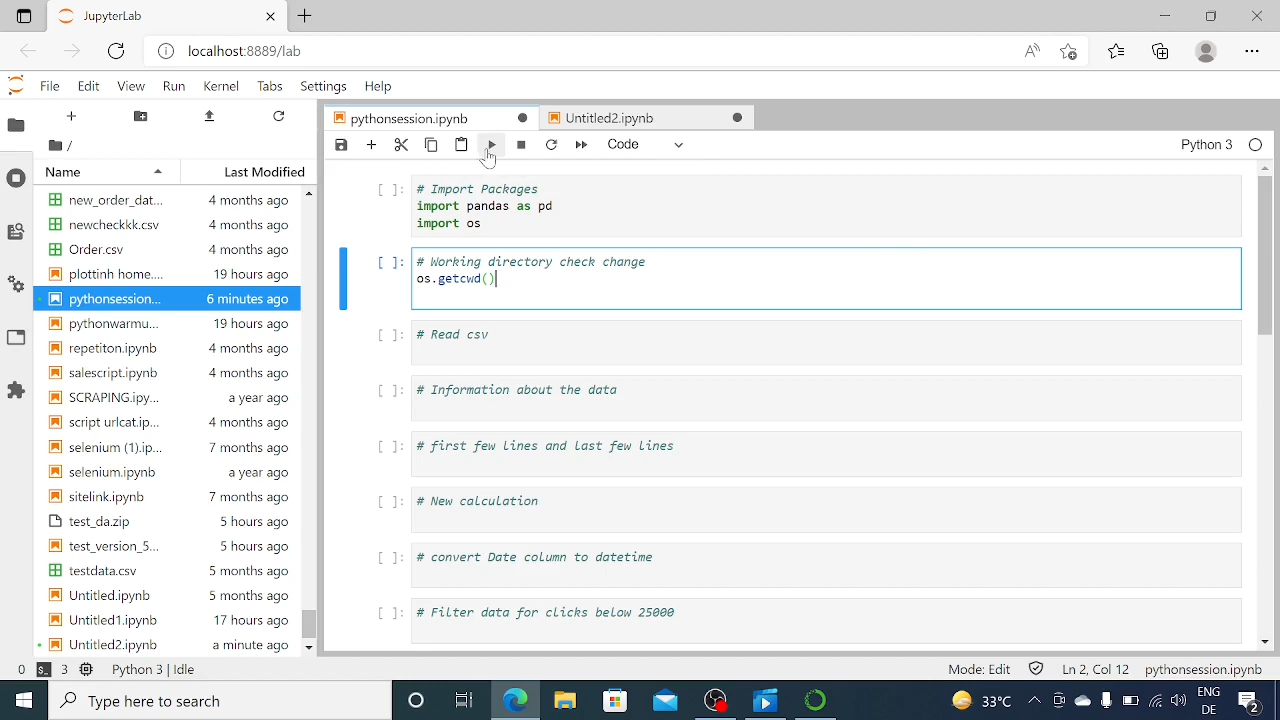 JupyterLab
localhost:8889/lab
File Edit View Run Kernel Tabs Settings Help
pythonsession.ipynb
Untitled2.ipynb
/
Code
Python 3
Name Last Modified
new_order_dat... 4 months ago
newcheckkk.csv 4 months ago
Order.csv 4 months ago
plottinh home.... 19 hours ago
pythonsession... 6 minutes ago
pythonwarmu... 19 hours ago
repetiton.ipynb 4 months ago
salescript.ipynb 4 months ago
SCRAPING.ipy... a year ago
script urlcat.ip... 4 months ago
selenium (1).ip... 7 months ago
selenium.ipynb a year ago
sitelink.ipynb 7 months ago
test_da.zip 5 hours ago
test_version_5... 5 hours ago
testdata.csv 5 months ago
Untitled.ipynb 5 months ago
Untitled1.ipynb 17 hours ago
Untitled2.ipynb a minute ago
[ ]: # Import Packages
import pandas as pd
import os
[ ]: # Working directory check change
os.getcwd()
[ ]: # Read csv
[ ]: # Information about the data
[ ]: # first few lines and last few lines
[ ]: # New calculation
[ ]: # convert Date column to datetime
[ ]: # Filter data for clicks below 25000
0 $_ 3 Python 3 | Idle
Mode: Edit Ln 2, Col 12 pythonsession.ipynb
Type here to search
33°C
ENG
DE
2